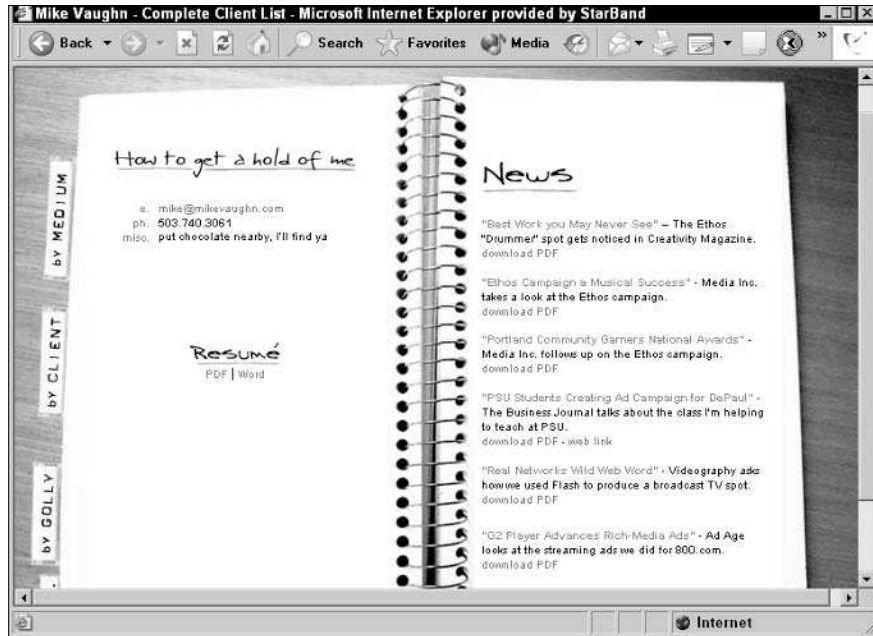 Mike Vaughn - Complete Client List - Microsoft Internet Explorer provided by StarBand
Back Search Favorites Media »
by MEDIUM
by CLIENT
by GOLLY
How to get a hold of me
e. mike@mikevaughn.com
ph. 503.740.3061
misc. put chocolate nearby, I'll find ya
Resumé
PDF | Word
News
"Best Work you May Never See" – The Ethos
"Drummer" spot gets noticed in Creativity Magazine.
download PDF
"Ethos Campaign a Musical Success" - Media Inc.
takes a look at the Ethos campaign.
download PDF
"Portland Community Garners National Awards" -
Media Inc. follows up on the Ethos campaign.
download PDF
"PSU Students Creating Ad Campaign for DePaul" -
The Business Journal talks about the class I'm helping
to teach at PSU.
download PDF - web link
"Real Networks Wild Web Word" - Videography asks
how we used Flash to produce a broadcast TV spot.
download PDF
"G2 Player Advances Rich-Media Ads" - Ad Age
looks at the streaming ads we did for 800.com.
download PDF
Internet